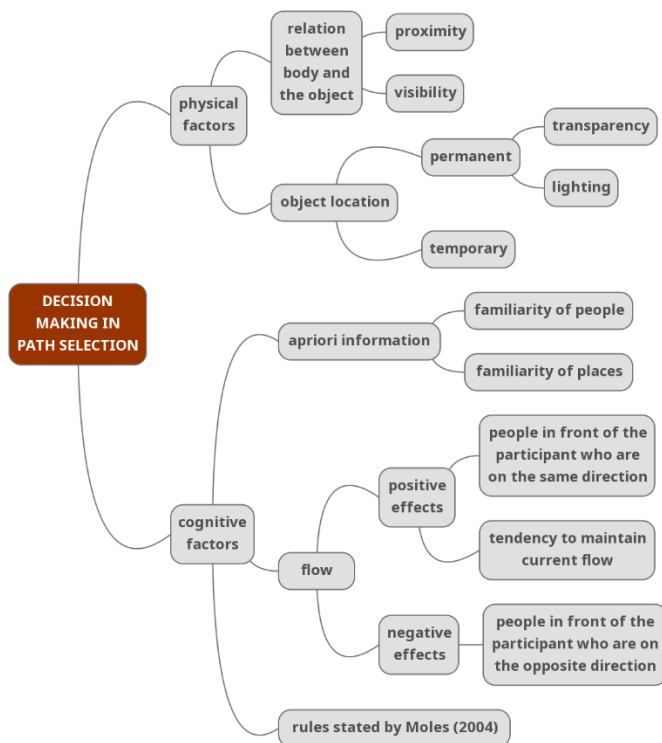 DECISION
MAKING IN
PATH SELECTION
physical
factors
relation
between
body and
the object
proximity
visibility
object location
permanent
transparency
lighting
temporary
cognitive
factors
apriori information
familiarity of people
familiarity of places
flow
positive
effects
people in front of the
participant who are
on the same direction
tendency to maintain
current flow
negative
effects
people in front of the
participant who are on
the opposite direction
rules stated by Moles (2004)